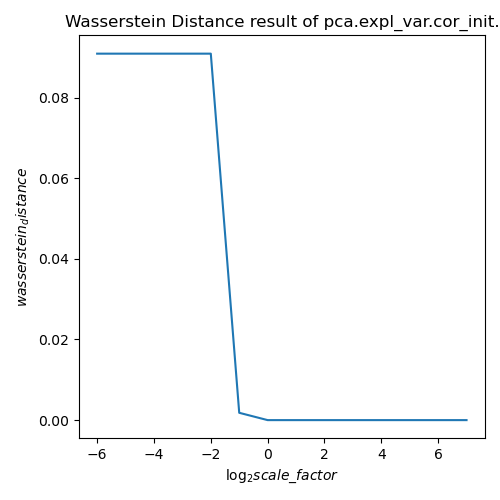 Wasserstein Distance result of pca.expl_var.cor_init.
0.08
0.06
0.04
0.02
0.00
wasserstein_distance
−6 −4 −2 0 2 4 6
log₂scale_factor